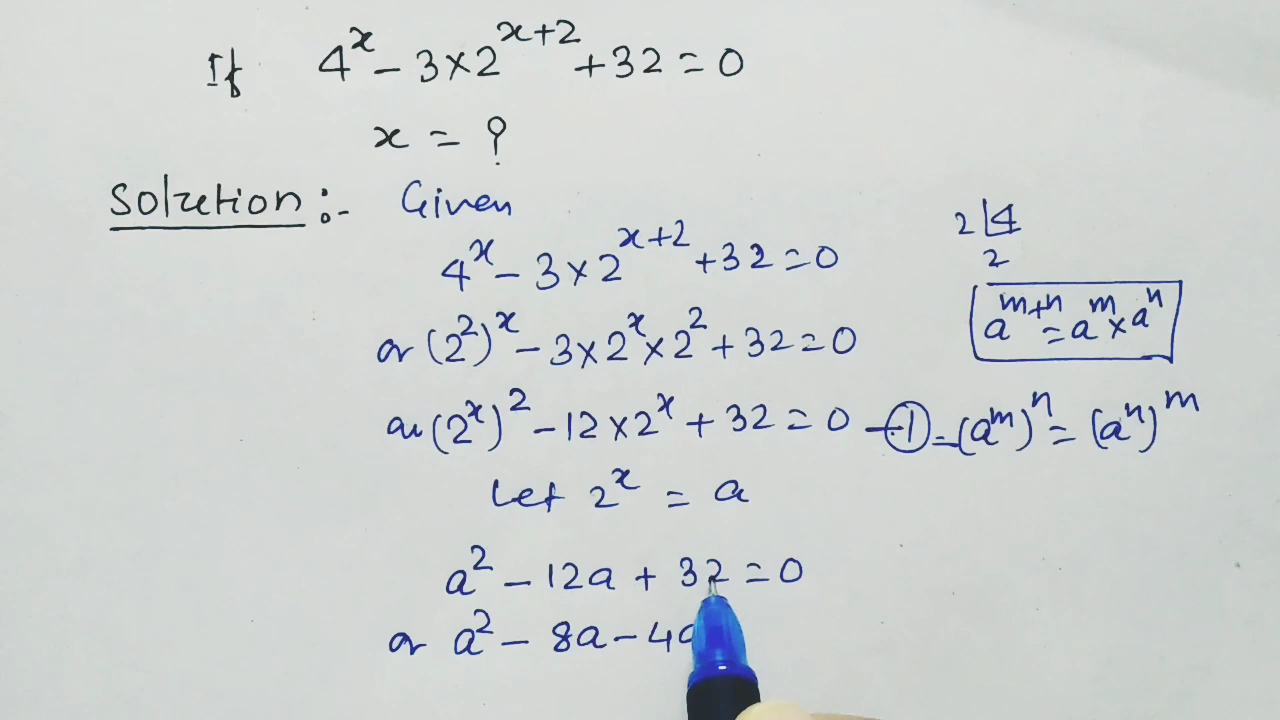 If 4^x - 3×2^{x+2} + 32 = 0
x = ?
Solution :- Given
4^x - 3×2^{x+2} + 32 = 0
or (2^2)^x - 3×2^x×2^2 + 32 = 0
or (2^x)^2 - 12×2^x + 32 = 0 —①- (a^m)^n = (a^n)^m
Let 2^x = a
a^2 - 12a + 32 = 0
or a^2 - 8a - 4a
2 | 4
2
a^{m+n} = a^m × a^n